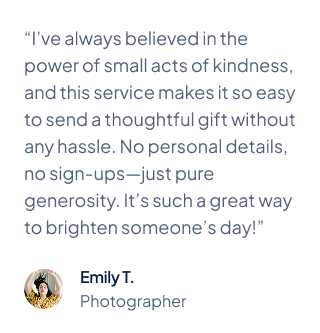 “I’ve always believed in the
power of small acts of kindness,
and this service makes it so easy
to send a thoughtful gift without
any hassle. No personal details,
no sign-ups—just pure
generosity. It’s such a great way
to brighten someone’s day!”
Emily T.
Photographer